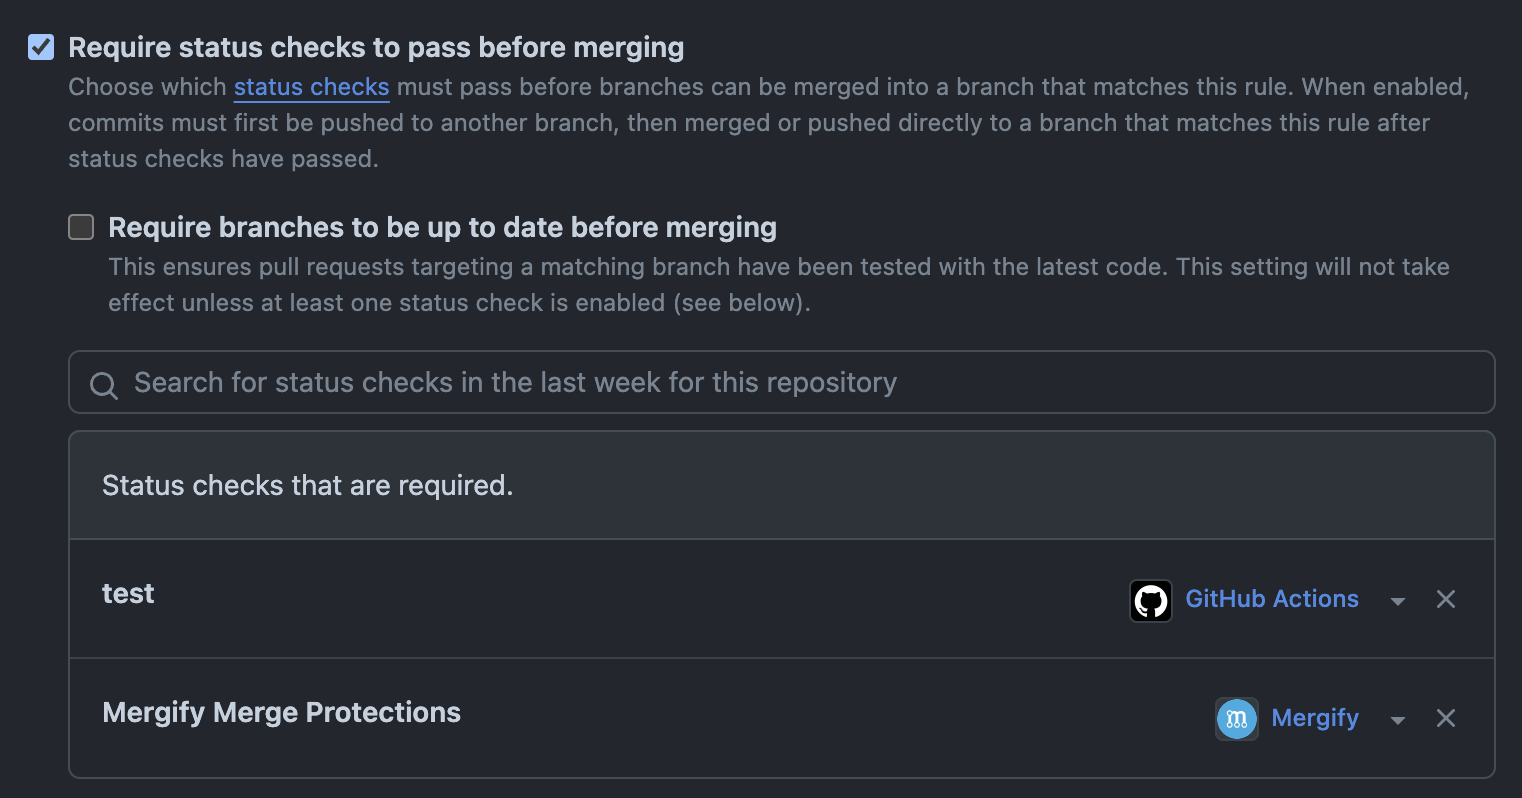 Require status checks to pass before merging
Choose which status checks must pass before branches can be merged into a branch that matches this rule. When enabled,
commits must first be pushed to another branch, then merged or pushed directly to a branch that matches this rule after
status checks have passed.
Require branches to be up to date before merging
This ensures pull requests targeting a matching branch have been tested with the latest code. This setting will not take
effect unless at least one status check is enabled (see below).
Search for status checks in the last week for this repository
Status checks that are required.
test
GitHub Actions
Mergify Merge Protections
Mergify